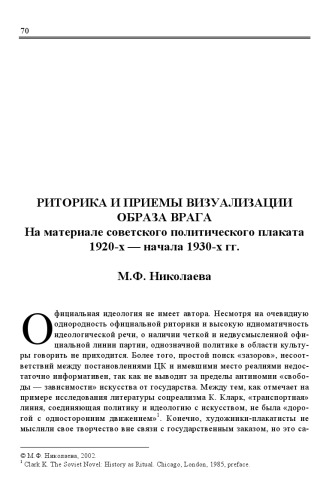 70
РИТОРИКА И ПРИЕМЫ ВИЗУАЛИЗАЦИИ
ОБРАЗА ВРАГА
На материале советского политического плаката
1920-х — начала 1930-х гг.
М.Ф. Николаева
Официальная идеология не имеет автора. Несмотря на очевидную
однородность официальной риторики и высокую идиоматичность
идеологической речи, о наличии четкой и недвусмысленной офи-
циальной линии партии, однозначной политике в области культу-
ры говорить не приходится. Более того, простой поиск «зазоров», несоот-
ветствий между постановлениями ЦК и имевшими место реалиями недос-
таточно информативен, так как не выводит за пределы антиномии «свобо-
ды — зависимости» искусства от государства. Между тем, как отмечает на
примере исследования литературы соцреализма К. Кларк, «транспортная»
линия, соединяющая политику и идеологию с искусством, не была «доро-
гой с односторонним движением»¹. Конечно, художники-плакатисты не
мыслили свое творчество вне связи с государственным заказом, но это са-
© М.Ф. Николаева, 2002.
¹ Clark K. The Soviet Novel: History as Ritual. Chicago, London, 1985, preface.